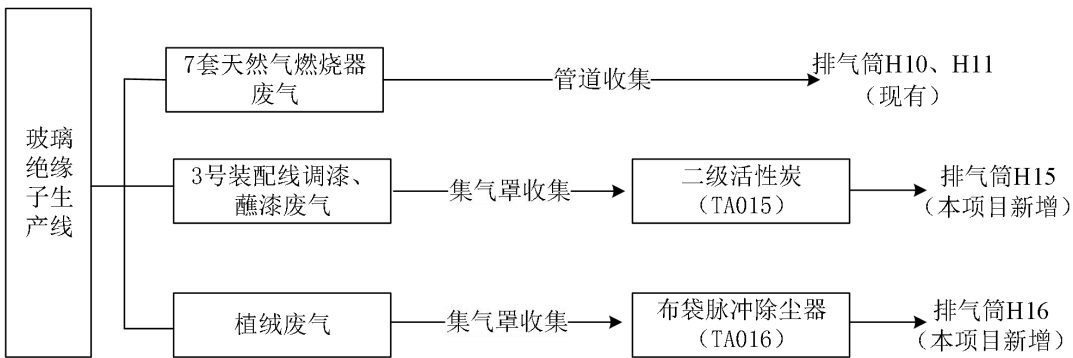 玻璃
绝缘
子生
产线
7套天然气燃烧器
废气
管道收集
排气筒H10、H11
（现有）
3号装配线调漆、
蘸漆废气
集气罩收集
二级活性炭
（TA015）
排气筒H15
（本项目新增）
植绒废气
集气罩收集
布袋脉冲除尘器
（TA016）
排气筒H16
（本项目新增）